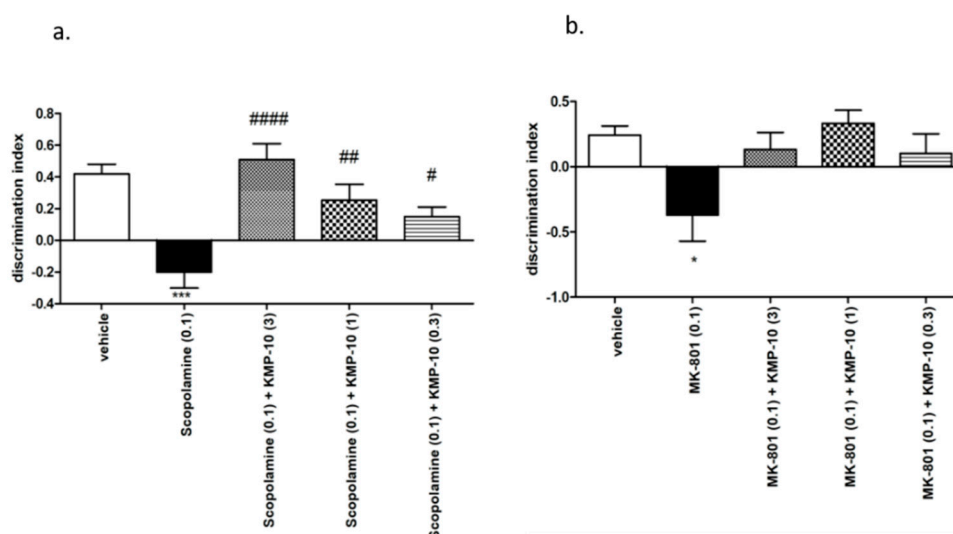 a.
discrimination index
0.8
0.6
0.4
0.2
0.0
-0.2
-0.4
####
##
#
***
vehicle
Scopolamine (0.1)
Scopolamine (0.1) + KMP-10 (3)
Scopolamine (0.1) + KMP-10 (1)
Scopolamine (0.1) + KMP-10 (0.3)
b.
discrimination index
0.5
0.0
-0.5
-1.0
*
vehicle
MK-801 (0.1)
MK-801 (0.1) + KMP-10 (3)
MK-801 (0.1) + KMP-10 (1)
MK-801 (0.1) + KMP-10 (0.3)